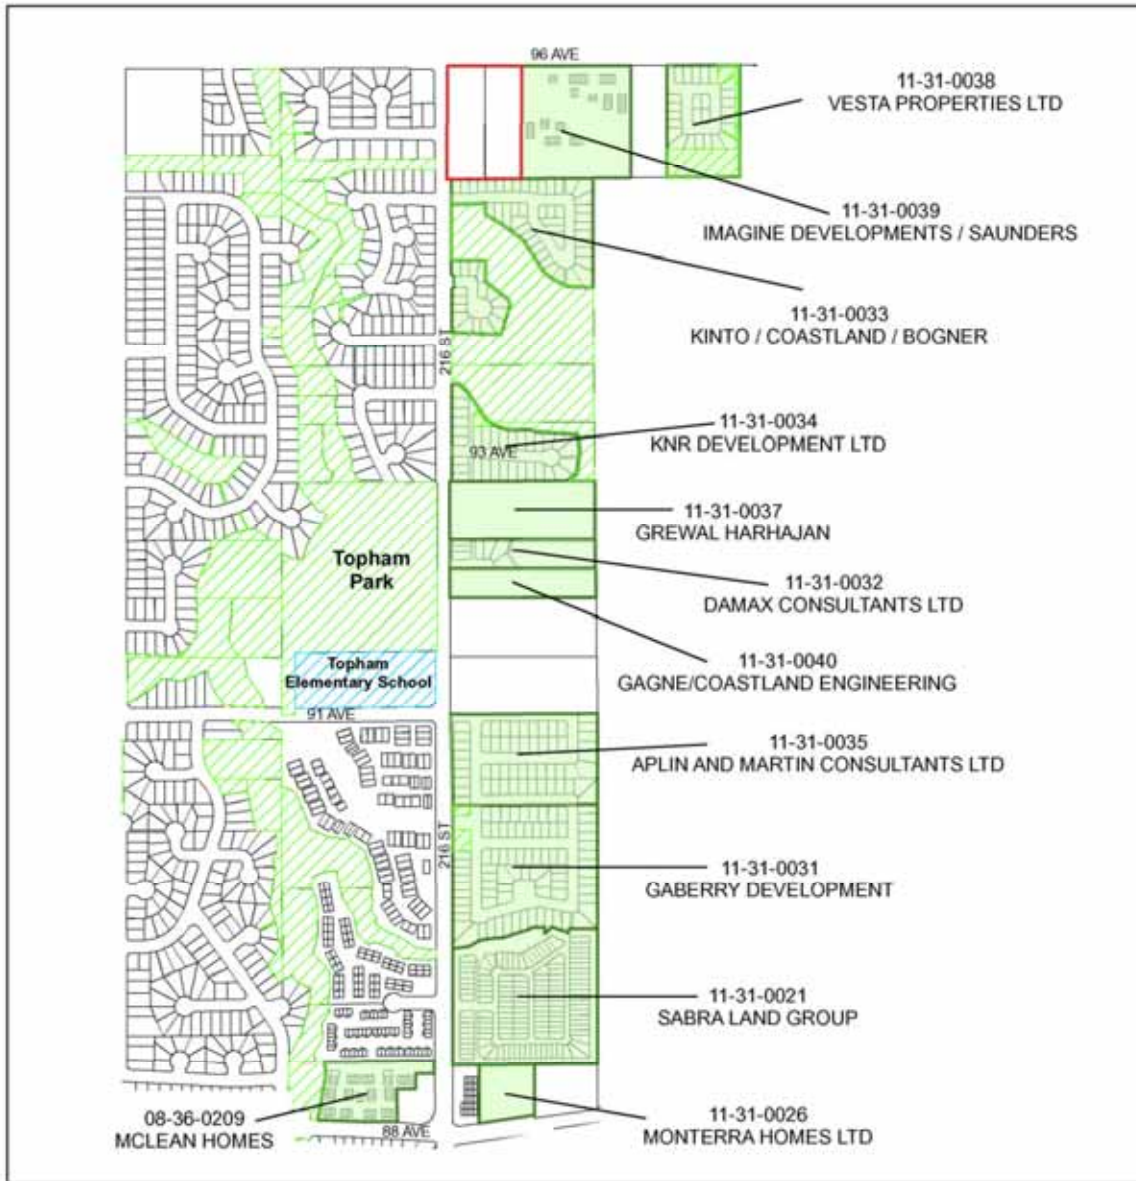 96 AVE
11-31-0038
VESTA PROPERTIES LTD
11-31-0039
IMAGINE DEVELOPMENTS / SAUNDERS
11-31-0033
KINTO / COASTLAND / BOGNER
216 ST
11-31-0034
KNR DEVELOPMENT LTD
93 AVE
11-31-0037
GREWAL HARHAJAN
Topham
Park
11-31-0032
DAMAX CONSULTANTS LTD
11-31-0040
GAGNE/COASTLAND ENGINEERING
Topham
Elementary School
91 AVE
11-31-0035
APLIN AND MARTIN CONSULTANTS LTD
216 ST
11-31-0031
GABERRY DEVELOPMENT
11-31-0021
SABRA LAND GROUP
08-36-0209
MCLEAN HOMES
88 AVE
11-31-0026
MONTERRA HOMES LTD